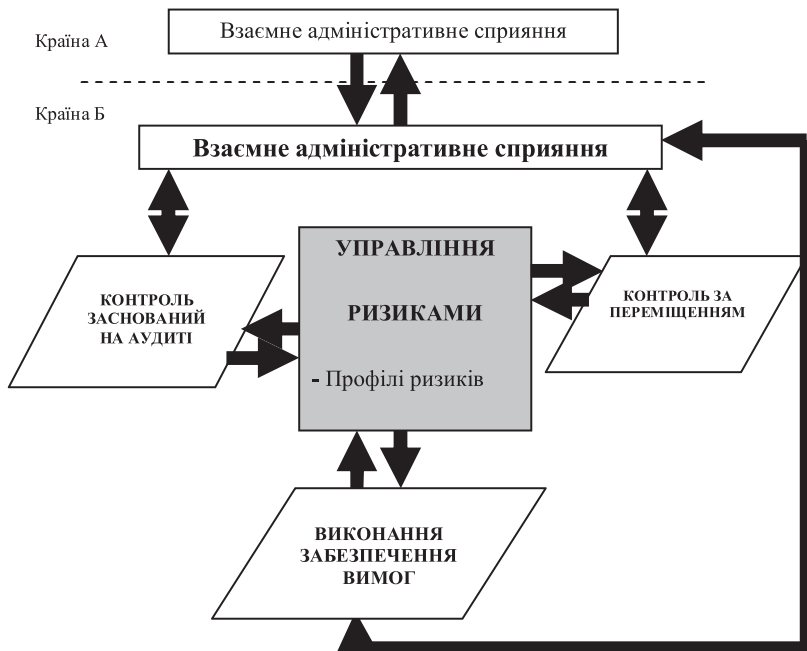 Країна А
Взаємне адміністративне сприяння
Країна Б
Взаємне адміністративне сприяння
УПРАВЛІННЯ
РИЗИКАМИ
- Профілі ризиків
КОНТРОЛЬ
ЗАСНОВАНИЙ
НА АУДИТІ
КОНТРОЛЬ ЗА
ПЕРЕМІЩЕННЯМ
ВИКОНАННЯ
ЗАБЕЗПЕЧЕННЯ
ВИМОГ